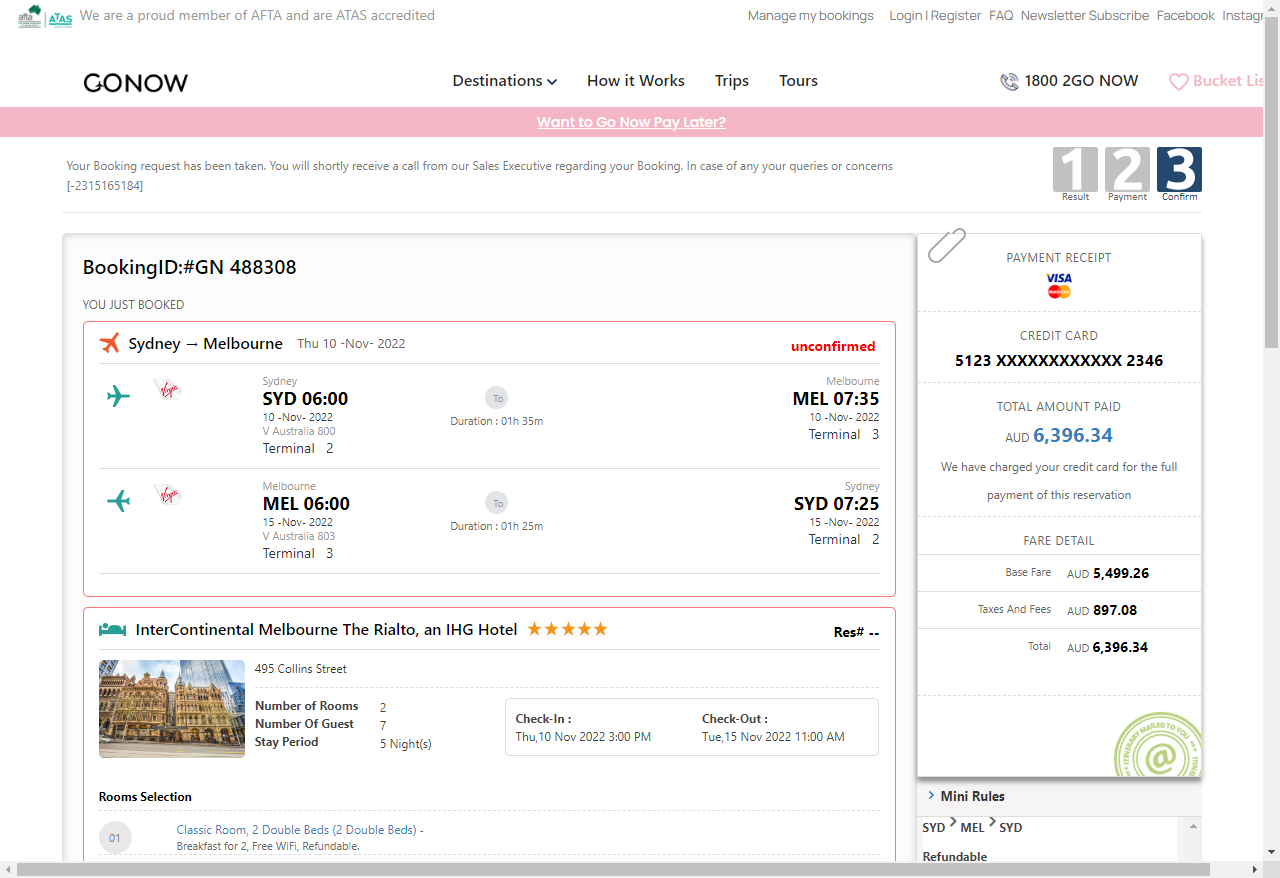 afta ATAS We are a proud member of AFTA and are ATAS accredited
Manage my bookings Login | Register FAQ Newsletter Subscribe Facebook
GONOW Destinations How it Works Trips Tours 1800 2GO NOW Bucket
Want to Go Now Pay Later?
Your Booking request has been taken. You will shortly receive a call from our Sales Executive regarding your Booking. In case of any your queries or concerns
[-2315165184]
1 2 3
Result Payment Confirm
BookingID:#GN 488308
YOU JUST BOOKED
Sydney → Melbourne Thu 10 -Nov- 2022
unconfirmed
Virgin
Sydney
SYD 06:00
10 -Nov- 2022
V Australia 800
Terminal 2
To
Duration : 01h 35m
Melbourne
MEL 07:35
10 -Nov- 2022
Terminal 3
Virgin
Melbourne
MEL 06:00
15 -Nov- 2022
V Australia 803
Terminal 3
To
Duration : 01h 25m
Sydney
SYD 07:25
15 -Nov- 2022
Terminal 2
InterContinental Melbourne The Rialto, an IHG Hotel
Res# --
495 Collins Street
Number of Rooms 2
Number Of Guest 7
Stay Period 5 Night(s)
Check-In :
Thu,10 Nov 2022 3:00 PM
Check-Out :
Tue,15 Nov 2022 11:00 AM
Rooms Selection
01
Classic Room, 2 Double Beds (2 Double Beds) -
Breakfast for 2, Free WiFi, Refundable.
PAYMENT RECEIPT
VISA
CREDIT CARD
5123 XXXXXXXXXXXX 2346
TOTAL AMOUNT PAID
AUD 6,396.34
We have charged your credit card for the full
payment of this reservation
FARE DETAIL
Base Fare AUD 5,499.26
Taxes And Fees AUD 897.08
Total AUD 6,396.34
ITINERARY MAILED TO YOU
@
Mini Rules
SYD MEL SYD
Refundable